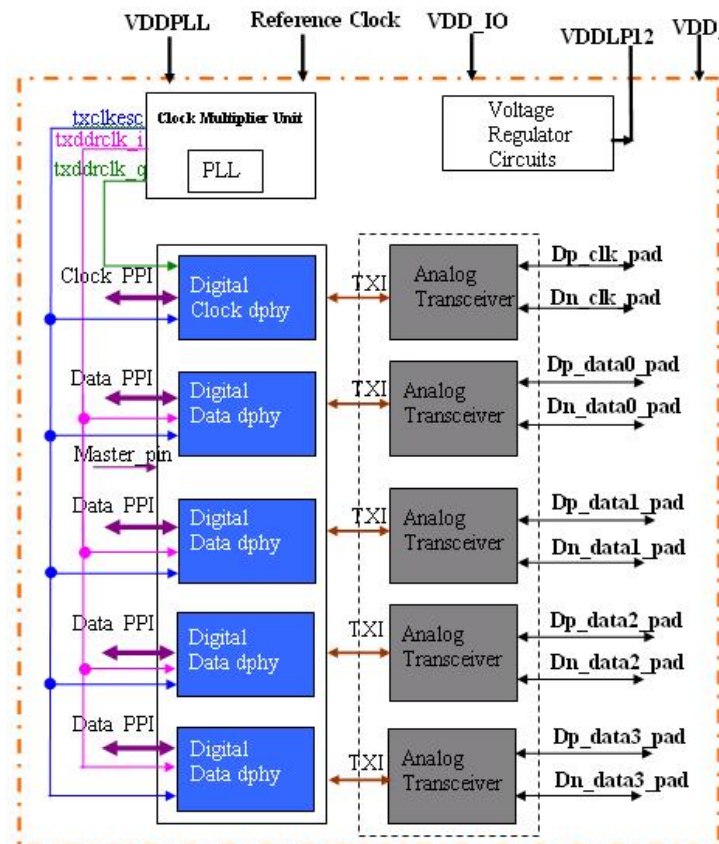 VDDPLL
Reference Clock
VDD_IO
VDDLP12
VDD_
txclkesc
txddrclk_i
txddrclk_q
Clock Multiplier Unit
PLL
Voltage
Regulator
Circuits
Clock PPI
Digital
Clock dphy
TXI
Analog
Transceiver
Dp_clk_pad
Dn_clk_pad
Data PPI
Digital
Data dphy
TXI
Analog
Transceiver
Dp_data0_pad
Dn_data0_pad
Master_pin
Data PPI
Digital
Data dphy
TXI
Analog
Transceiver
Dp_data1_pad
Dn_data1_pad
Data PPI
Digital
Data dphy
TXI
Analog
Transceiver
Dp_data2_pad
Dn_data2_pad
Data PPI
Digital
Data dphy
TXI
Analog
Transceiver
Dp_data3_pad
Dn_data3_pad